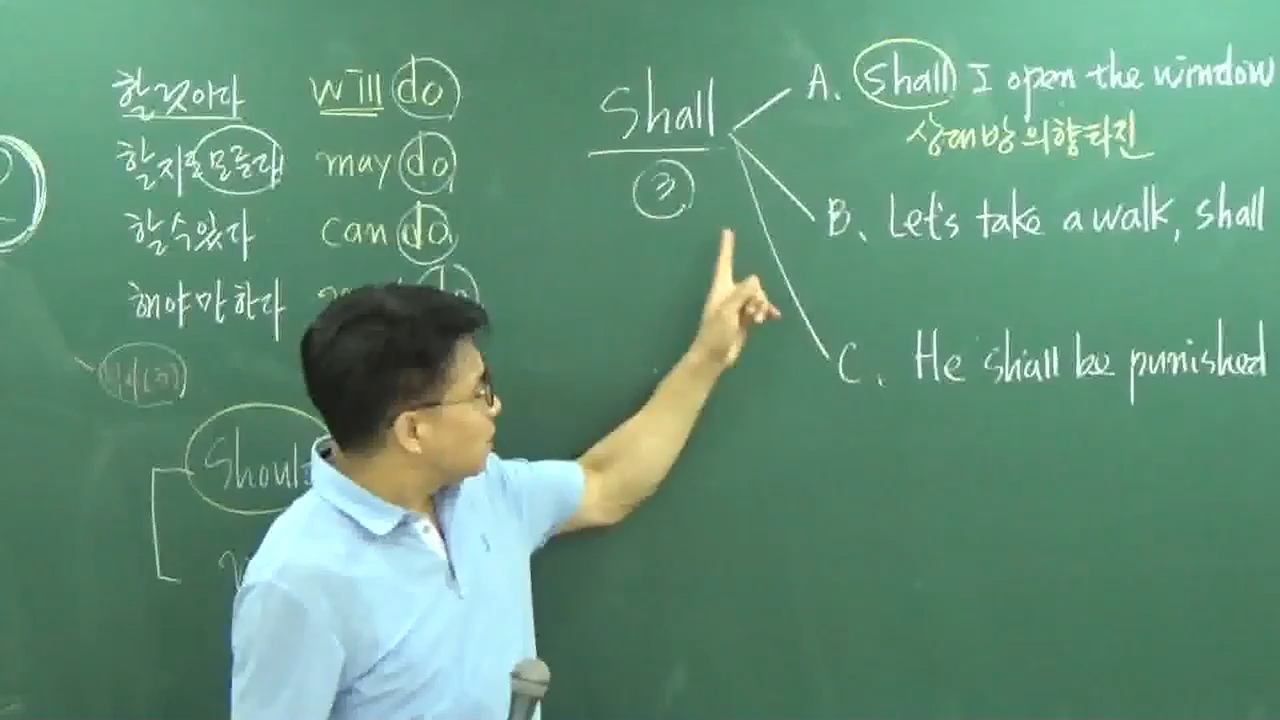 할것이다 will do
할지도모른다 may do
할수있다 can do
해야만한다
Shoul
Shall
③
A. Shall I open the window
상대방의향타진
B. Let's take a walk, shall
C. He shall be punished